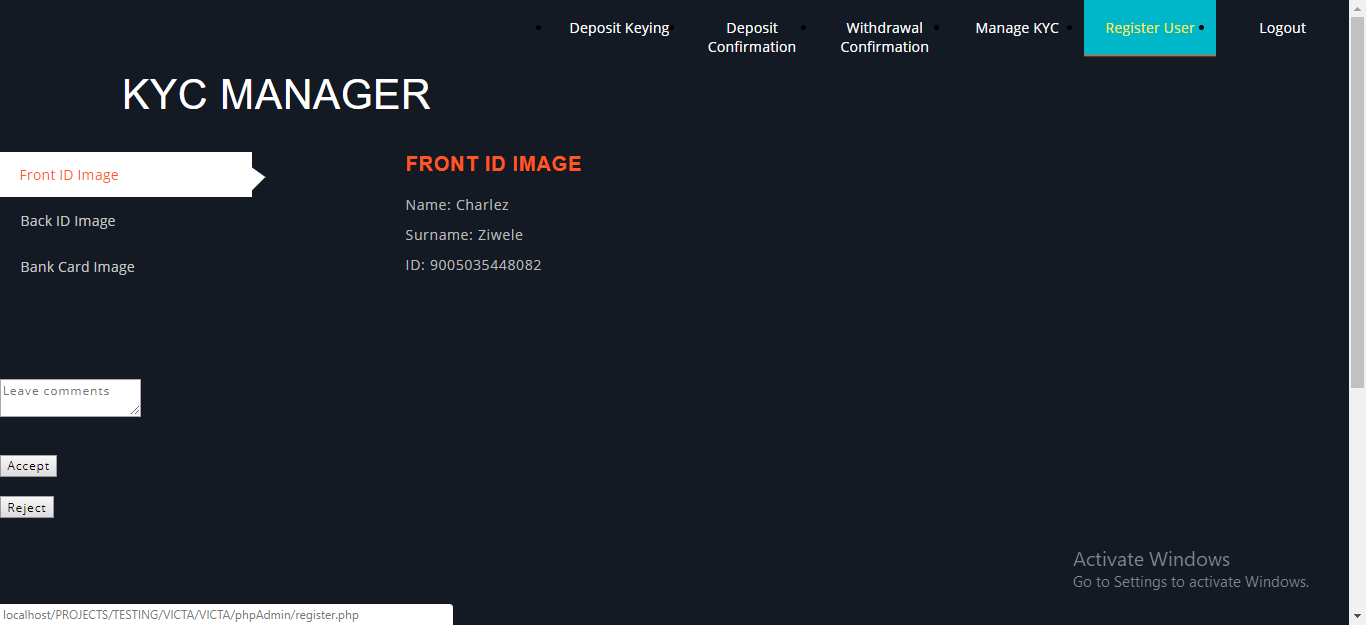 Deposit Keying
Deposit
Confirmation
Withdrawal
Confirmation
Manage KYC
Register User
Logout
KYC MANAGER
Front ID Image
Back ID Image
Bank Card Image
FRONT ID IMAGE
Name: Charlez
Surname: Ziwele
ID: 9005035448082
Leave comments
Accept
Reject
Activate Windows
Go to Settings to activate Windows.
localhost/PROJECTS/TESTING/VICTA/VICTA/phpAdmin/register.php